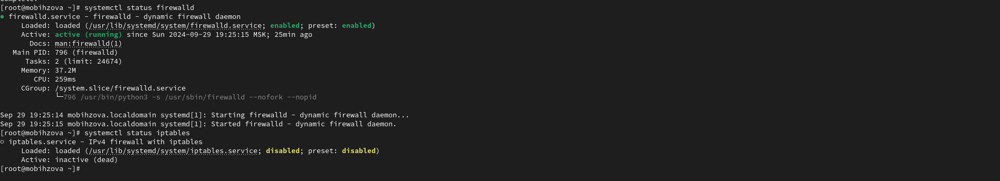 Complete!
[root@mobihzova ~]# systemctl status firewalld
● firewalld.service - firewalld - dynamic firewall daemon
     Loaded: loaded (/usr/lib/systemd/system/firewalld.service; enabled; preset: enabled)
     Active: active (running) since Sun 2024-09-29 19:25:15 MSK; 25min ago
       Docs: man:firewalld(1)
   Main PID: 796 (firewalld)
      Tasks: 2 (limit: 24674)
     Memory: 37.2M
        CPU: 259ms
     CGroup: /system.slice/firewalld.service
             └─796 /usr/bin/python3 -s /usr/sbin/firewalld --nofork --nopid
Sep 29 19:25:14 mobihzova.localdomain systemd[1]: Starting firewalld - dynamic firewall daemon...
Sep 29 19:25:15 mobihzova.localdomain systemd[1]: Started firewalld - dynamic firewall daemon.
[root@mobihzova ~]# systemctl status iptables
○ iptables.service - IPv4 firewall with iptables
     Loaded: loaded (/usr/lib/systemd/system/iptables.service; disabled; preset: disabled)
     Active: inactive (dead)
[root@mobihzova ~]#